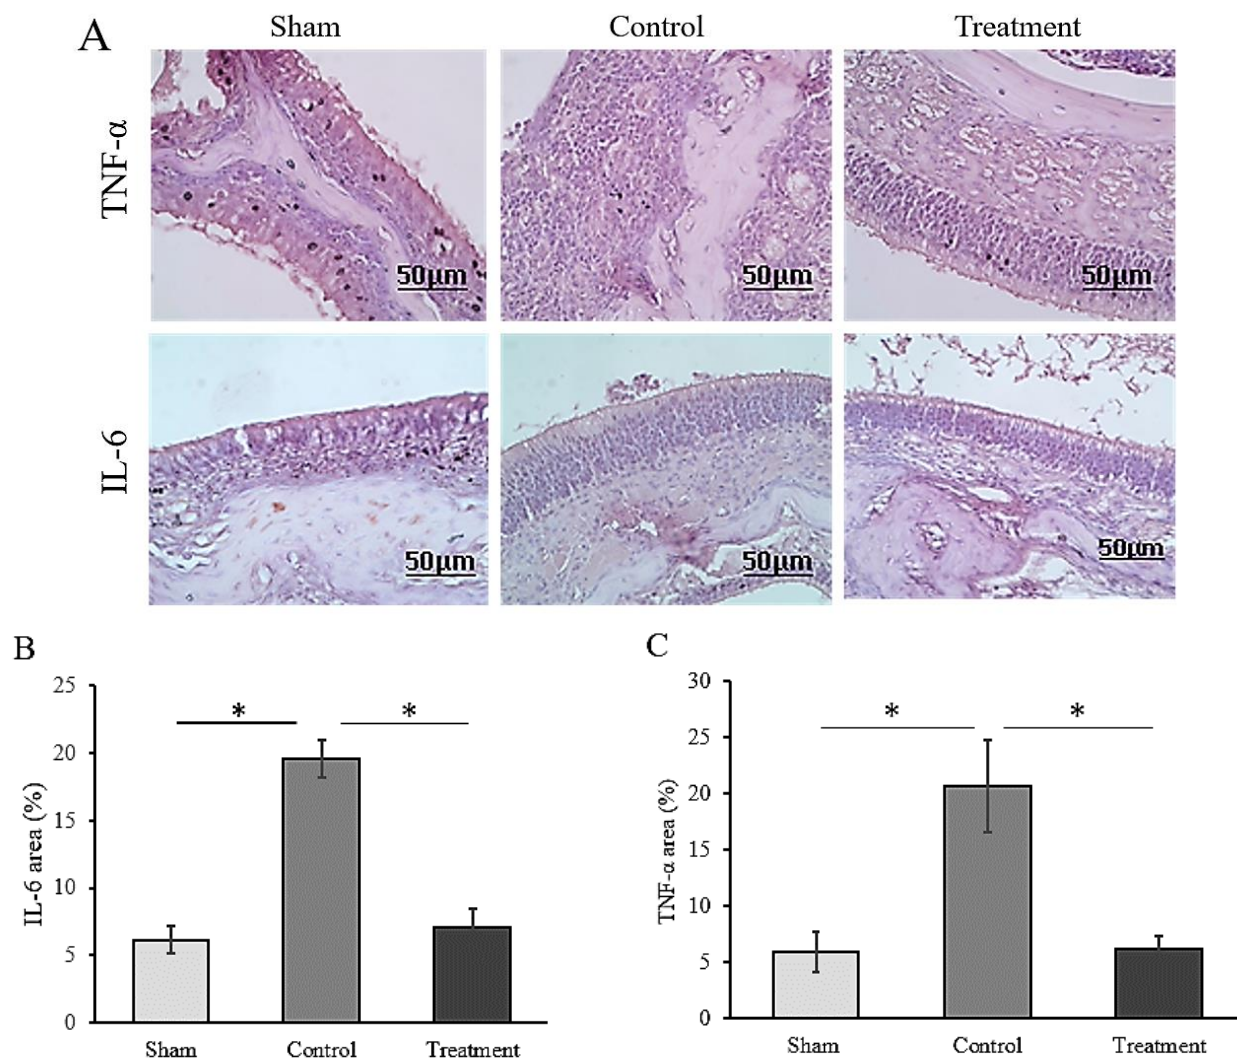 A
Sham Control Treatment
TNF-α
50μm 50μm 50μm
IL-6
50μm 50μm 50μm
B
IL-6 area (%)
25
20
15
10
5
0
* *
Sham Control Treatment
C
TNF-α area (%)
30
25
20
15
10
5
0
* *
Sham Control Treatment